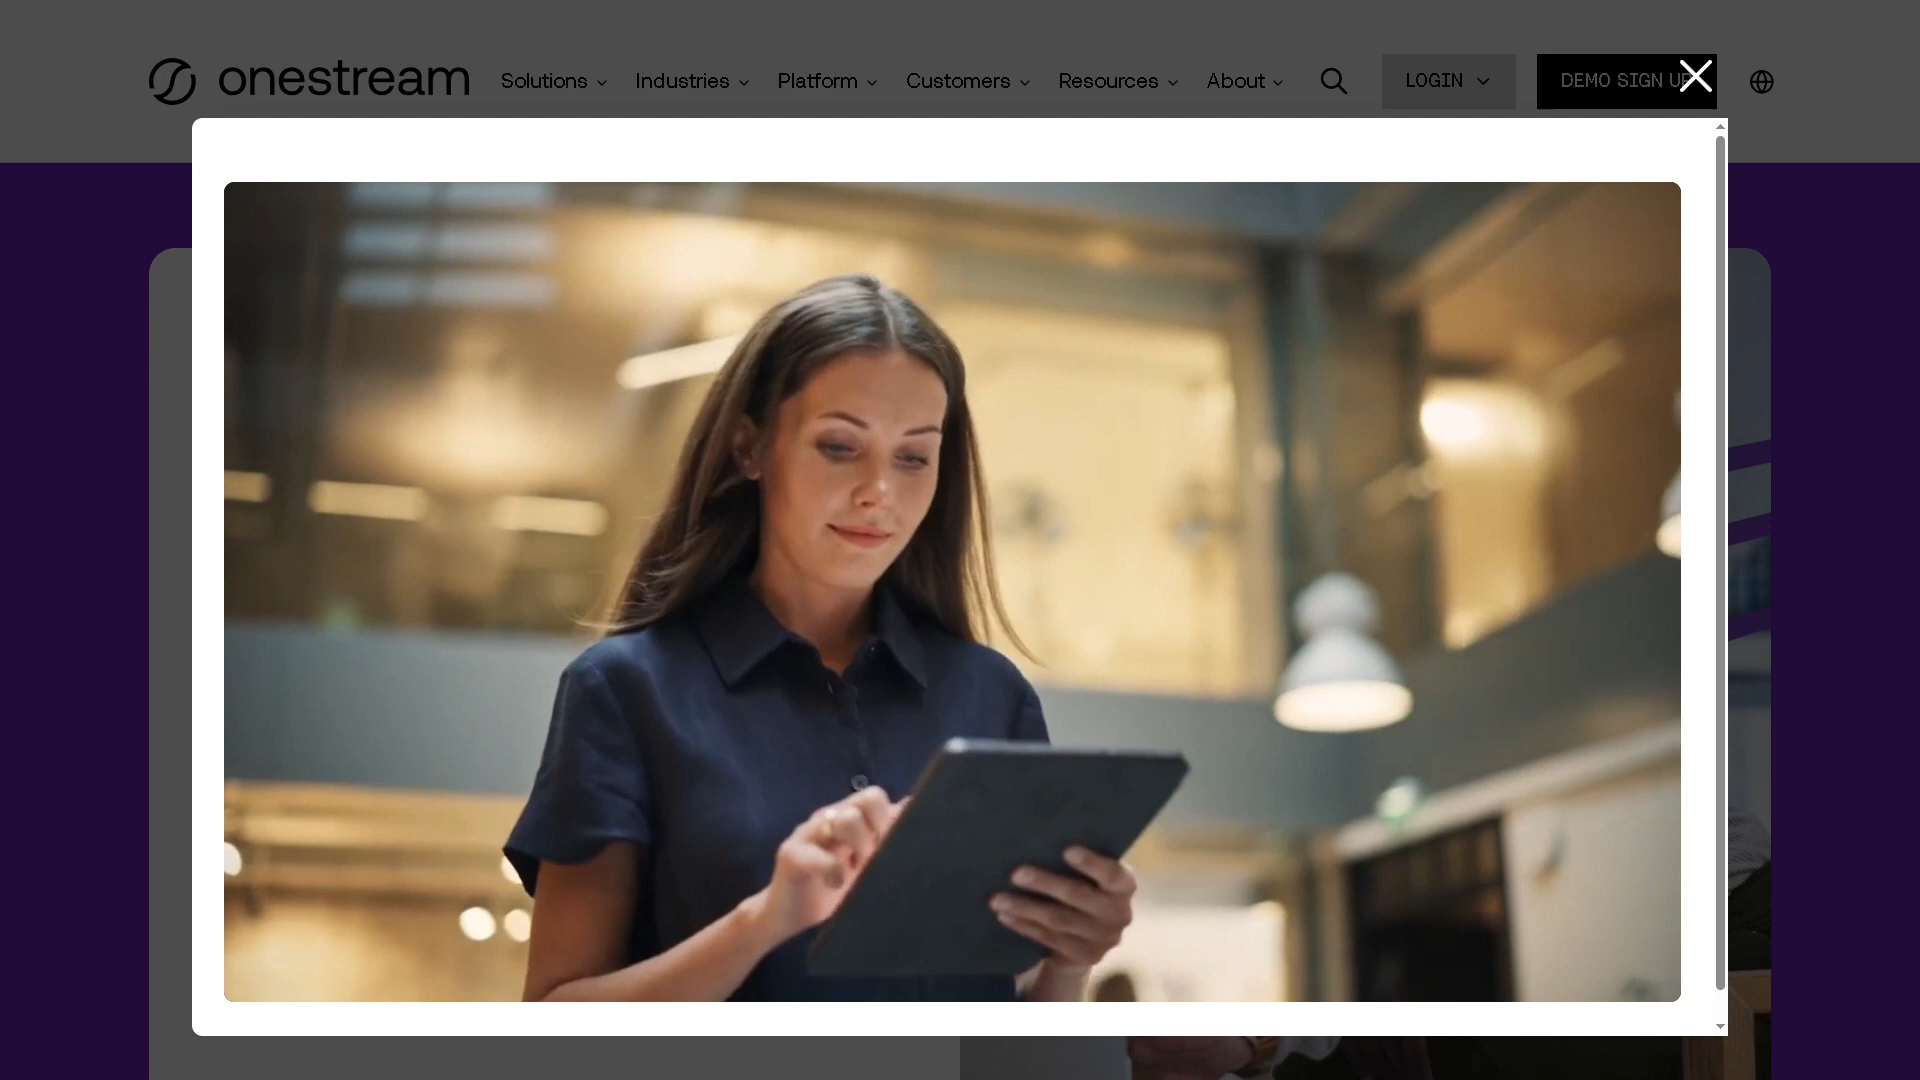 onestream
Solutions
Industries
Platform
Customers
Resources
About
LOGIN
DEMO SIGN UP